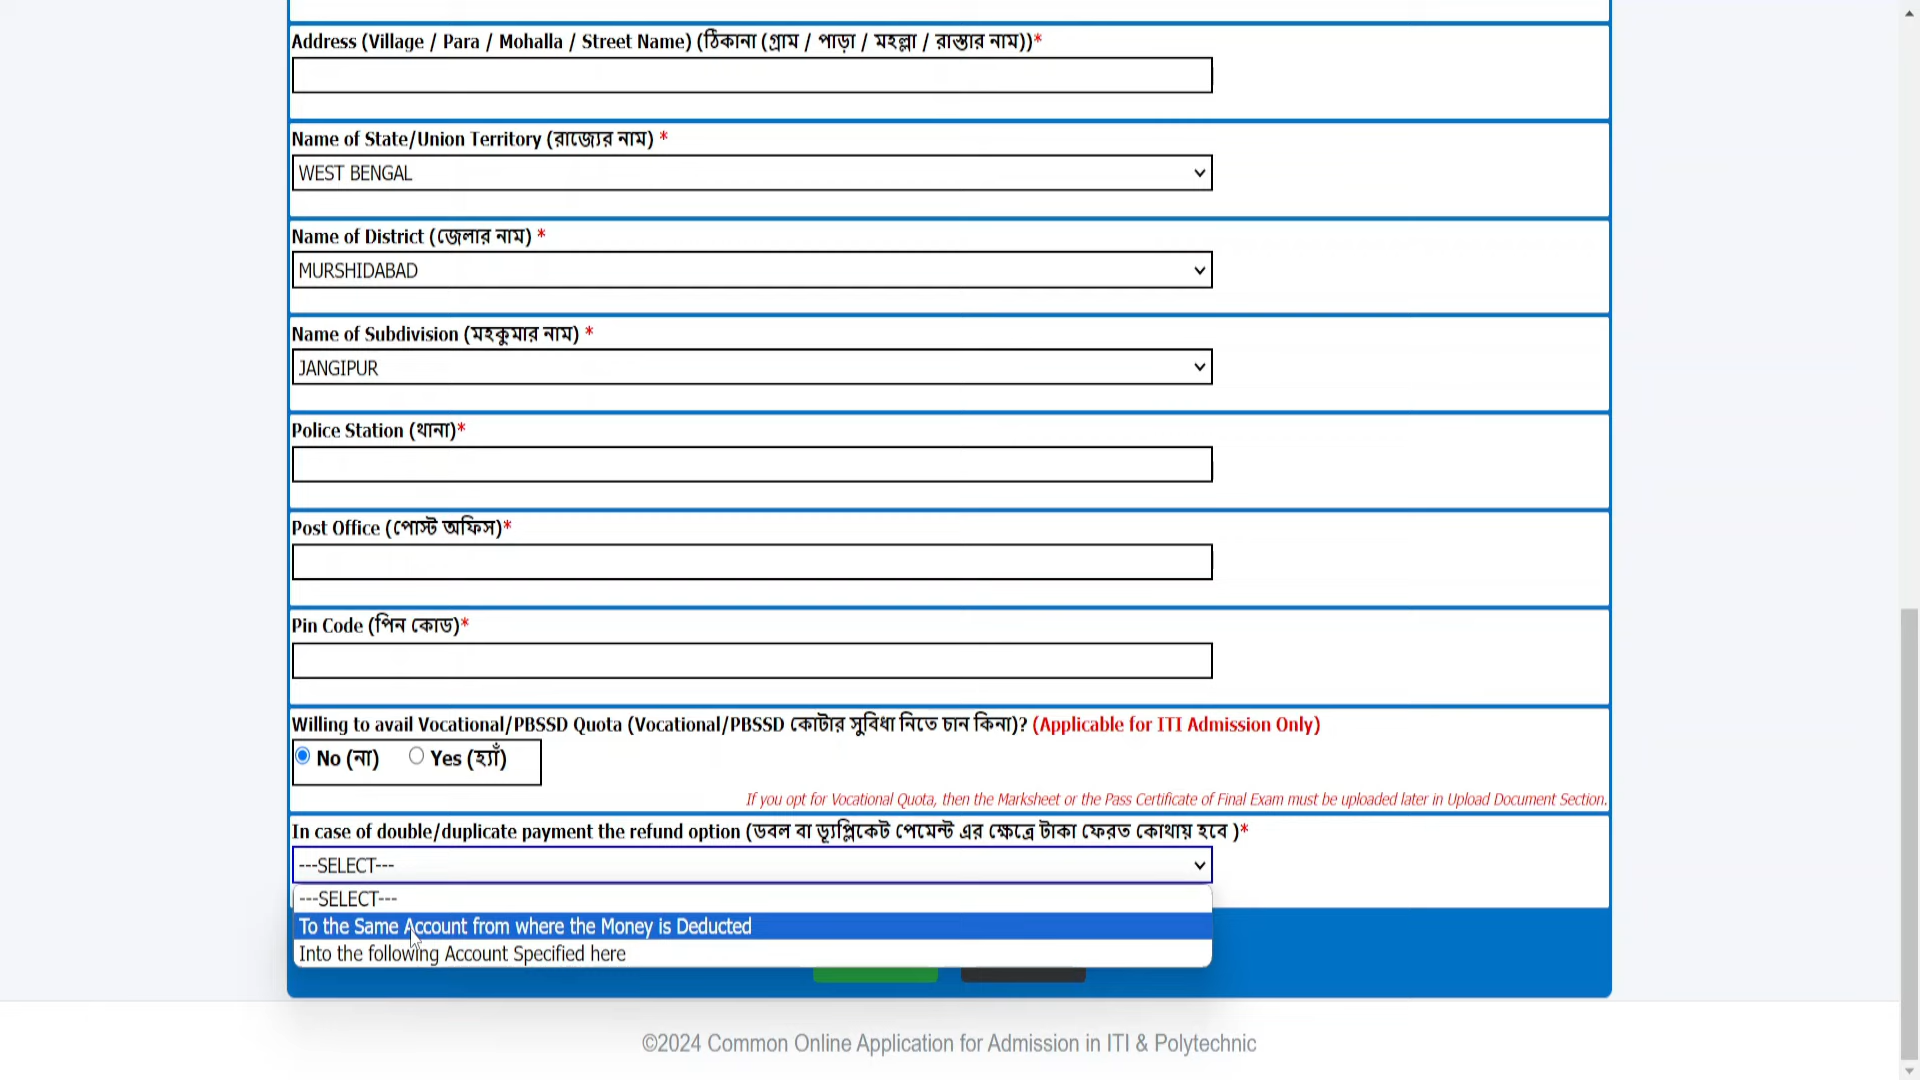 Address (Village / Para / Mohalla / Street Name) (ঠিকানা (গ্রাম / পাড়া / মহল্লা / রাস্তার নাম))*
Name of State/Union Territory (রাজ্যের নাম) *
WEST BENGAL
Name of District (জেলার নাম) *
MURSHIDABAD
Name of Subdivision (মহকুমার নাম) *
JANGIPUR
Police Station (থানা)*
Post Office (পোস্ট অফিস)*
Pin Code (পিন কোড)*
Willing to avail Vocational/PBSSD Quota (Vocational/PBSSD কোটার সুবিধা নিতে চান কিনা)? (Applicable for ITI Admission Only)
No (না) Yes (হ্যাঁ)
If you opt for Vocational Quota, then the Marksheet or the Pass Certificate of Final Exam must be uploaded later in Upload Document Section.
In case of double/duplicate payment the refund option (ডবল বা ড্যুপ্লিকেট পেমেন্ট এর ক্ষেত্রে টাকা ফেরত কোথায় হবে )*
---SELECT---
---SELECT---
To the Same Account from where the Money is Deducted
Into the following Account Specified here
©2024 Common Online Application for Admission in ITI & Polytechnic